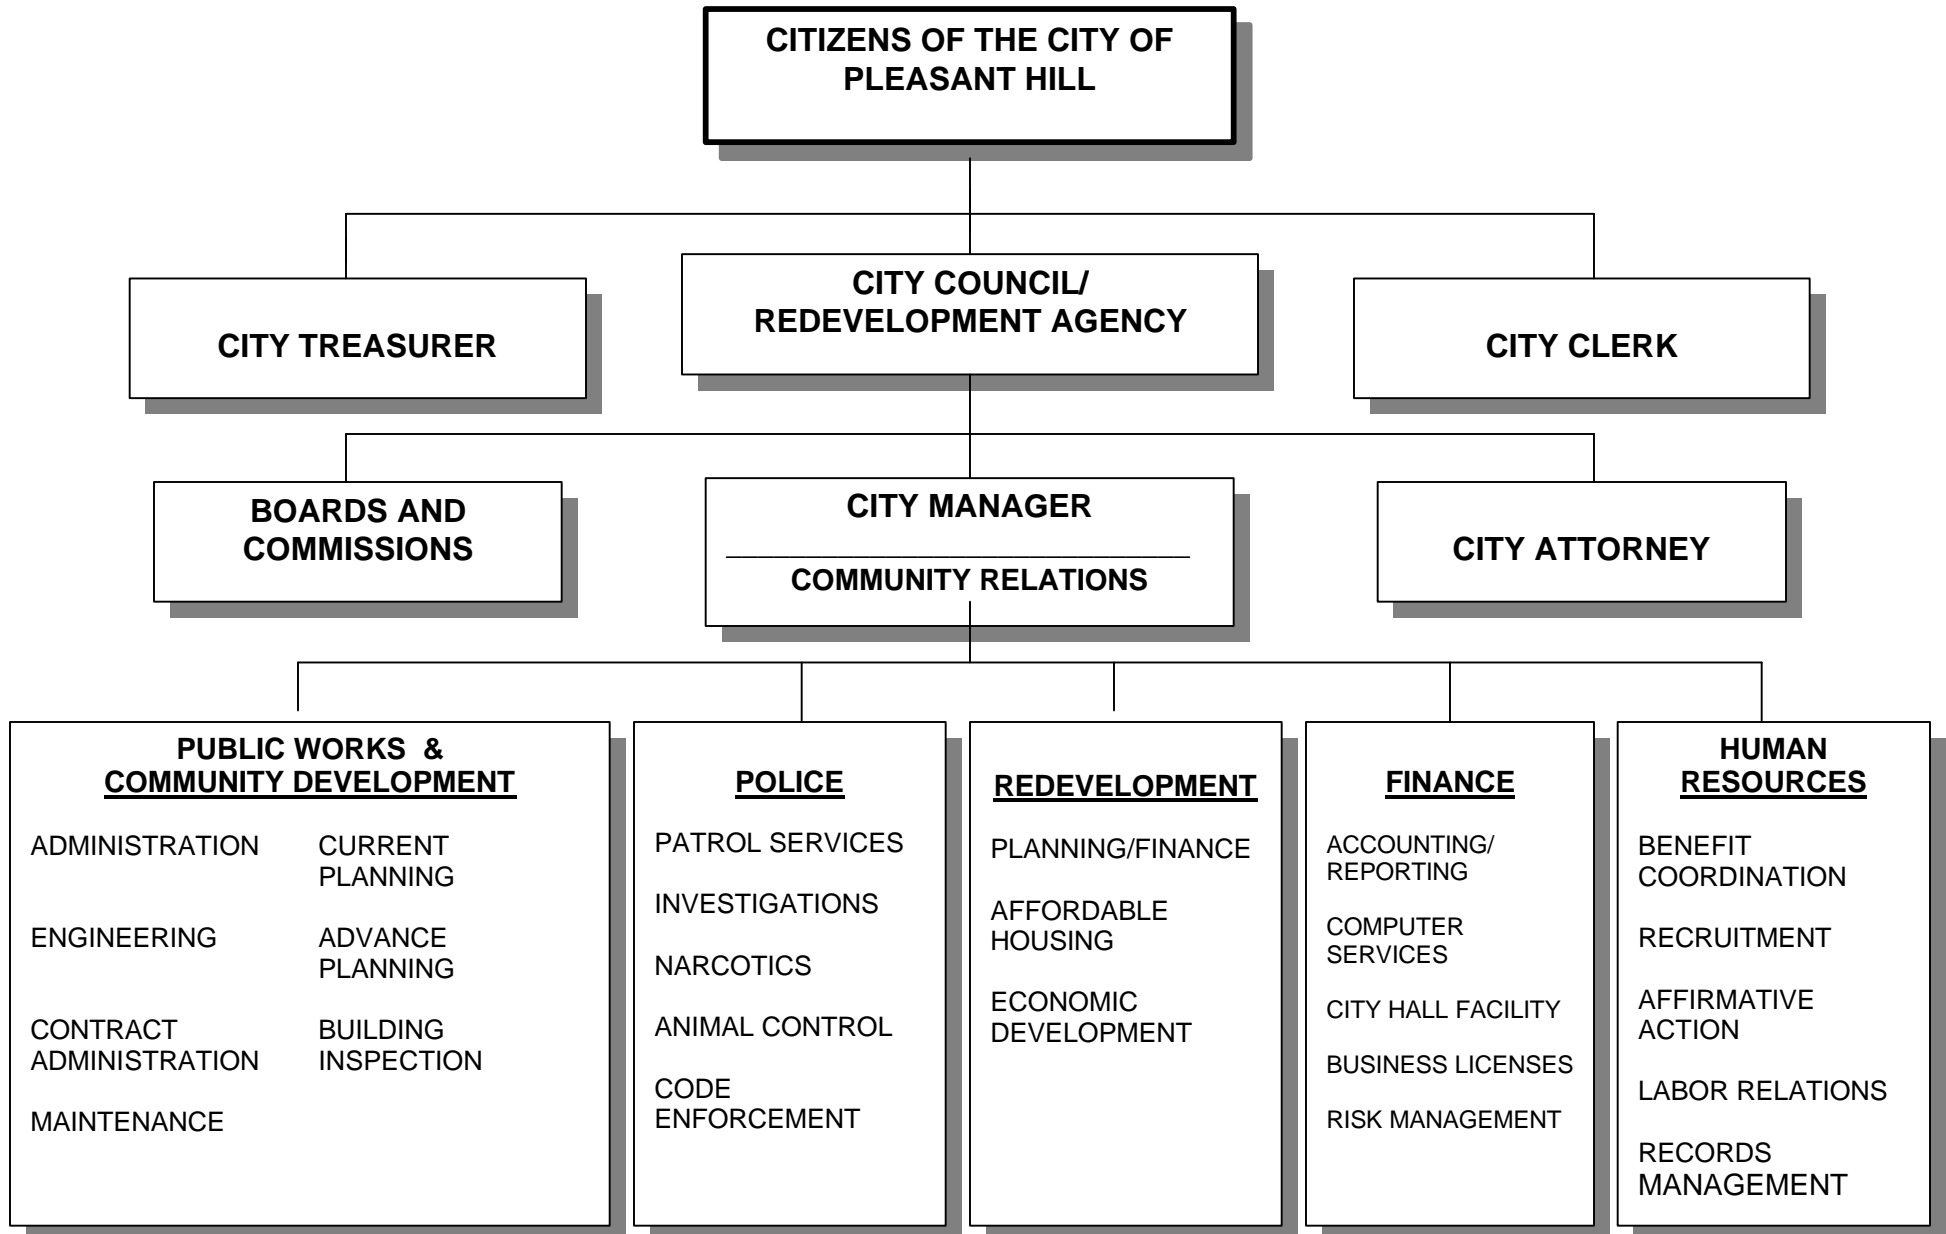 CITIZENS OF THE CITY OF
PLEASANT HILL
CITY TREASURER
CITY COUNCIL/
REDEVELOPMENT AGENCY
CITY CLERK
BOARDS AND
COMMISSIONS
CITY MANAGER
COMMUNITY RELATIONS
CITY ATTORNEY
PUBLIC WORKS &
COMMUNITY DEVELOPMENT
ADMINISTRATION
ENGINEERING
CONTRACT
ADMINISTRATION
MAINTENANCE
CURRENT
PLANNING
ADVANCE
PLANNING
BUILDING
INSPECTION
POLICE
PATROL SERVICES
INVESTIGATIONS
NARCOTICS
ANIMAL CONTROL
CODE
ENFORCEMENT
REDEVELOPMENT
PLANNING/FINANCE
AFFORDABLE
HOUSING
ECONOMIC
DEVELOPMENT
FINANCE
ACCOUNTING/
REPORTING
COMPUTER
SERVICES
CITY HALL FACILITY
BUSINESS LICENSES
RISK MANAGEMENT
HUMAN
RESOURCES
BENEFIT
COORDINATION
RECRUITMENT
AFFIRMATIVE
ACTION
LABOR RELATIONS
RECORDS
MANAGEMENT